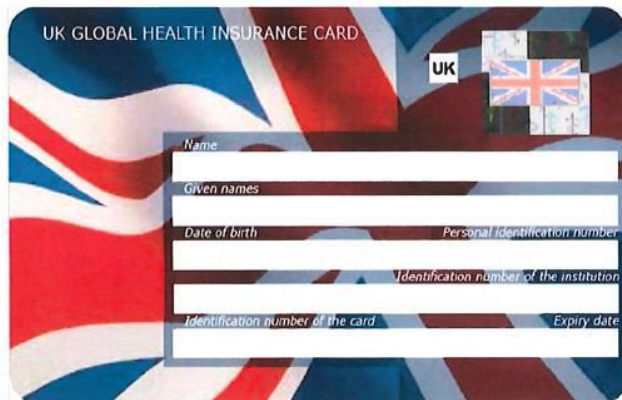 UK GLOBAL HEALTH INSURANCE CARD
UK
Name
Given names
Date of birth Personal identification number
Identification number of the institution
Identification number of the card Expiry date